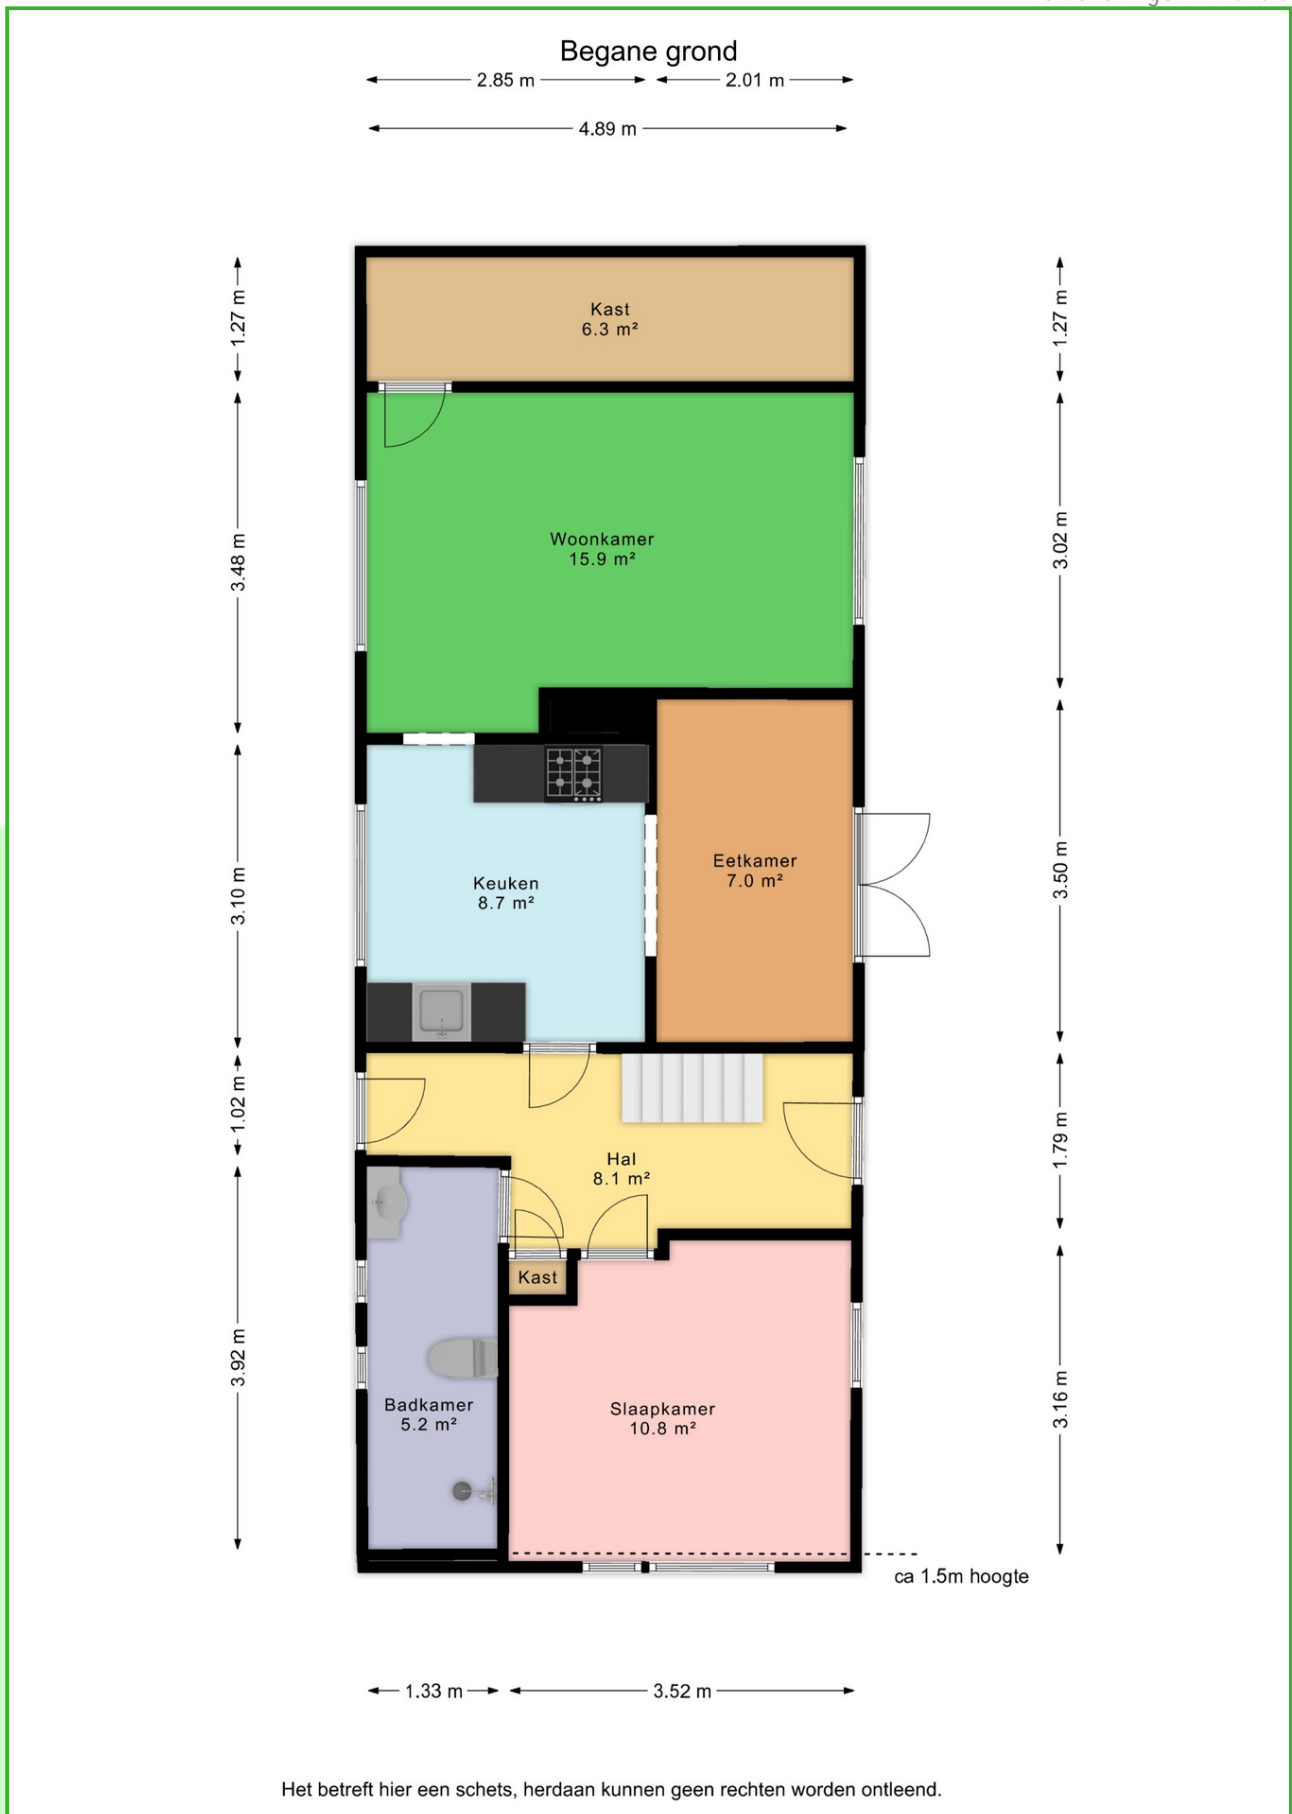 Begane grond
2.85 m
2.01 m
4.89 m
1.27 m
1.27 m
Kast
6.3 m²
3.48 m
3.02 m
Woonkamer
15.9 m²
3.10 m
3.50 m
Eetkamer
7.0 m²
Keuken
8.7 m²
1.02 m
1.79 m
Hal
8.1 m²
Kast
3.92 m
3.16 m
Badkamer
5.2 m²
Slaapkamer
10.8 m²
ca 1.5m hoogte
1.33 m
3.52 m
Het betreft hier een schets, herdaan kunnen geen rechten worden ontleend.